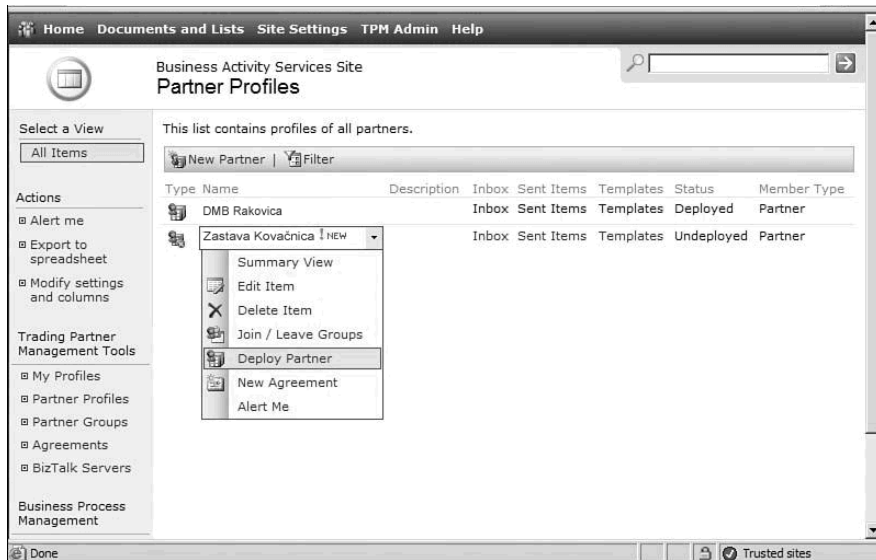 Home Documents and Lists Site Settings TPM Admin Help
Business Activity Services Site
Partner Profiles
Select a View
All Items
Actions
Alert me
Export to
spreadsheet
Modify settings
and columns
Trading Partner
Management Tools
My Profiles
Partner Profiles
Partner Groups
Agreements
BizTalk Servers
Business Process
Management
This list contains profiles of all partners.
New Partner | Filter
Type Name Description Inbox Sent Items Templates Status Member Type
DMB Rakovica Inbox Sent Items Templates Deployed Partner
Zastava Kovačnica ! NEW Inbox Sent Items Templates Undeployed Partner
Summary View
Edit Item
Delete Item
Join / Leave Groups
Deploy Partner
New Agreement
Alert Me
Done Trusted sites